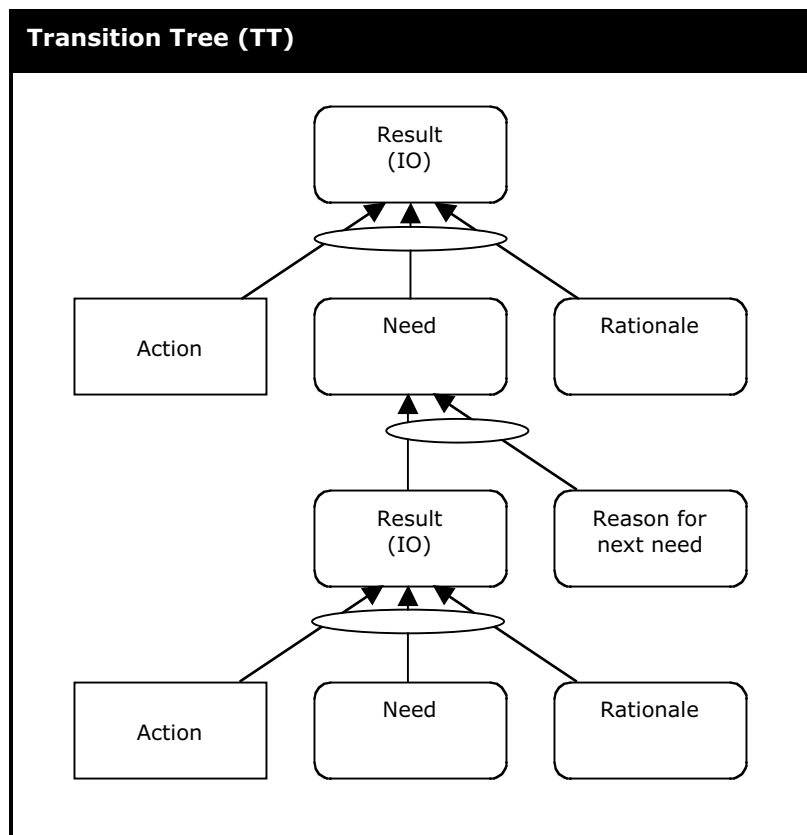 Transition Tree (TT)
Result
(IO)
Action
Need
Rationale
Result
(IO)
Reason for
next need
Action
Need
Rationale